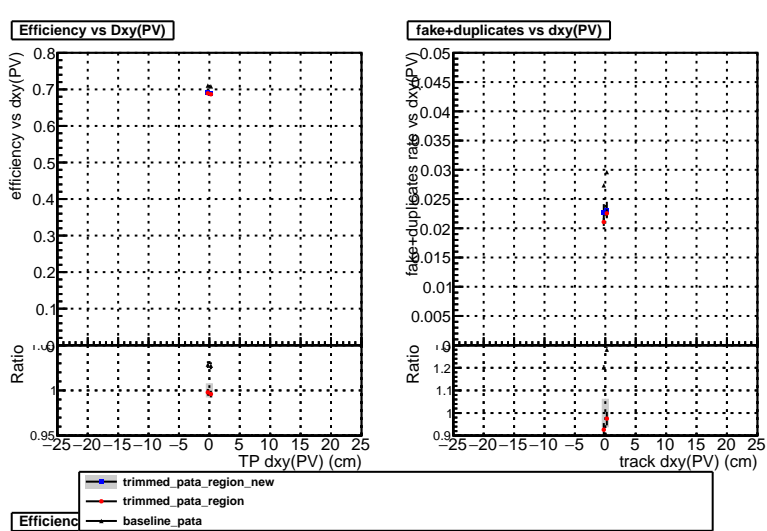 Efficiency vs Dxy(PV)
efficiency vs dxy(PV)
0.8
0.7
0.6
0.5
0.4
0.3
0.2
0.1
0
Ratio
1
0.95
−25 −20 −15 −10 −5 0 5 10 15 20 25
TP dxy(PV) (cm)
fake+duplicates vs dxy(PV)
fake+duplicates rate vs dxy(PV)
0.05
0.045
0.04
0.035
0.03
0.025
0.02
0.015
0.01
0.005
0
Ratio
1.2
1.1
1
0.9
−25 −20 −15 −10 −5 0 5 10 15 20 25
track dxy(PV) (cm)
trimmed_pata_region_new
trimmed_pata_region
baseline_pata